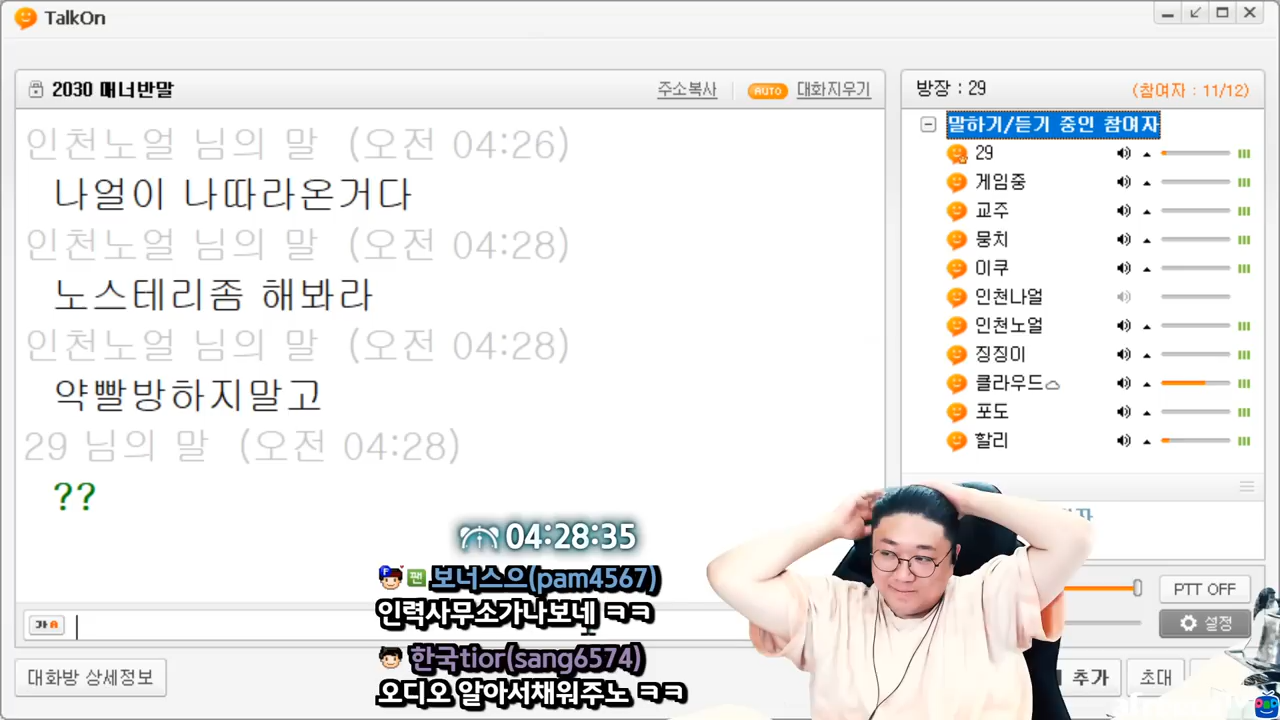 TalkOn
2030 매너반말
주소복사
AUTO
대화지우기
인천노얼 님의 말 (오전 04:26)
나얼이 나따라온거다
인천노얼 님의 말 (오전 04:28)
노스테리좀 해봐라
인천노얼 님의 말 (오전 04:28)
약빨방하지말고
29 님의 말 (오전 04:28)
??
방장 : 29
(참여자 : 11/12)
말하기/듣기 중인 참여자
29
게임중
교주
뭉치
이쿠
인천나얼
인천노얼
징징이
클라우드
포도
할리
04:28:35
보너스으(pam4567)
인력사무소가나보네 ㅋㅋ
한국tior(sang6574)
오디오 알아서채워주노 ㅋㅋ
가A
대화방 상세정보
PTT OFF
설정
추가
초대